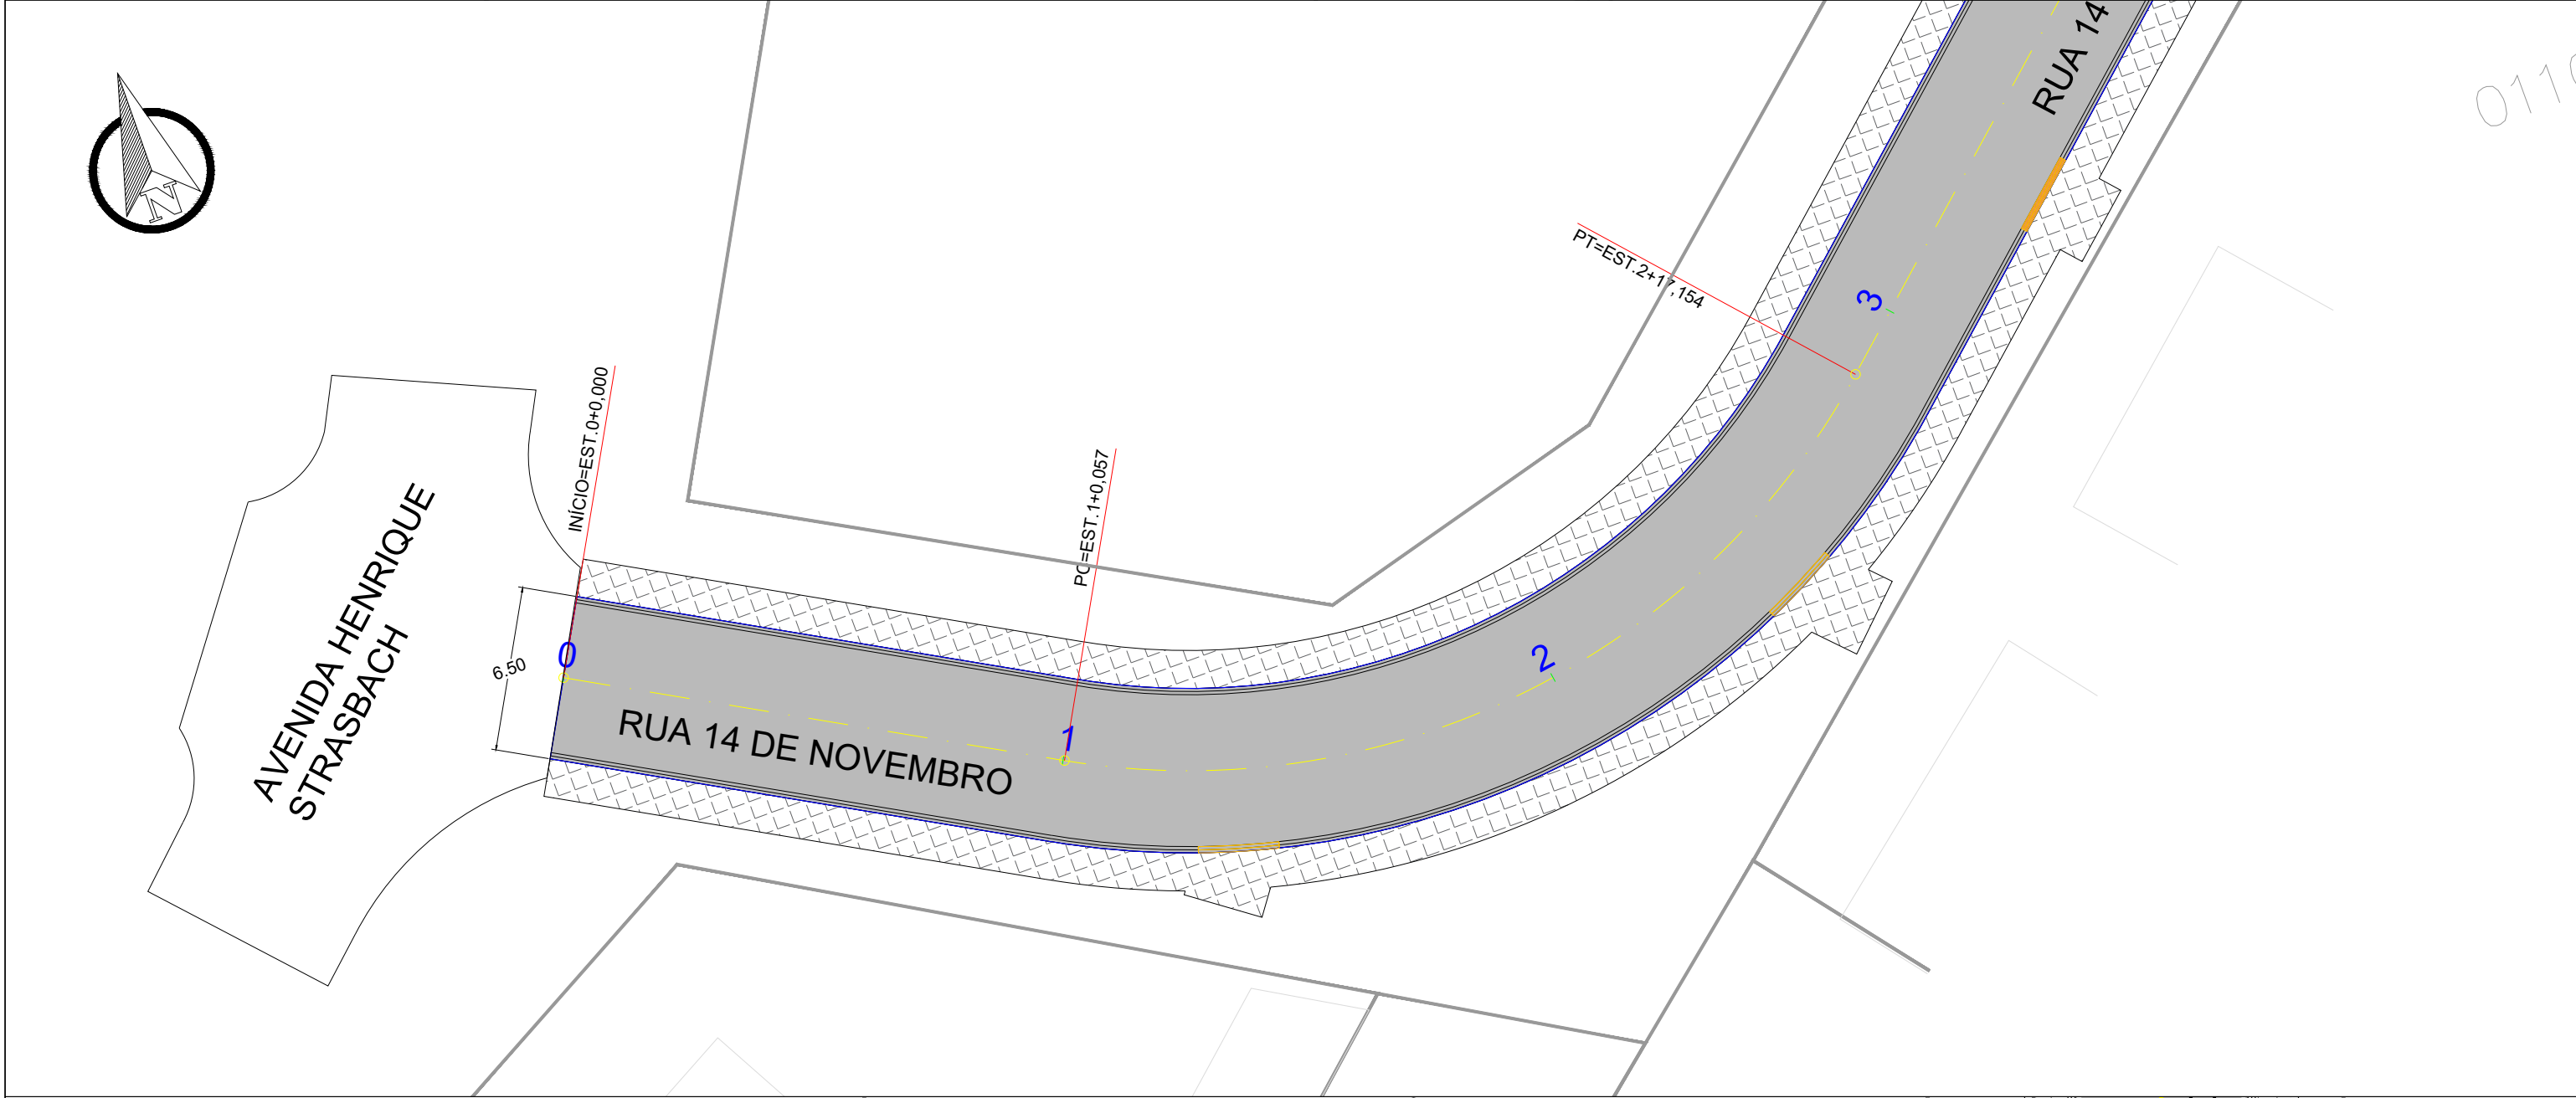 RUA 14
011
N
PT=EST.2+17,154
3
INÍCIO=EST.0+0,000
PC=EST.1+0,057
AVENIDA HENRIQUE
STRASBACH
6.50
0
2
1
RUA 14 DE NOVEMBRO